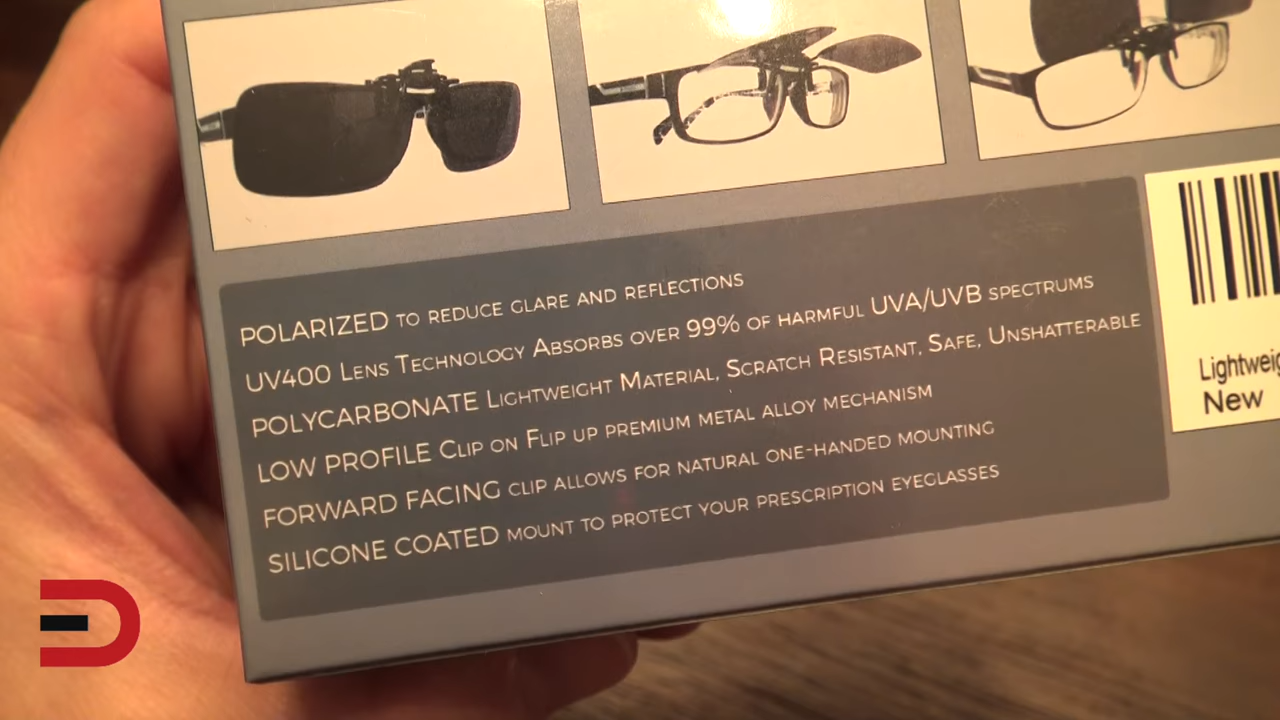 POLARIZED TO REDUCE GLARE AND REFLECTIONS
UV400 LENS TECHNOLOGY ABSORBS OVER 99% OF HARMFUL UVA/UVB SPECTRUMS
POLYCARBONATE LIGHTWEIGHT MATERIAL, SCRATCH RESISTANT, SAFE, UNSHATTERABLE
LOW PROFILE CLIP ON FLIP UP PREMIUM METAL ALLOY MECHANISM
FORWARD FACING CLIP ALLOWS FOR NATURAL ONE-HANDED MOUNTING
SILICONE COATED MOUNT TO PROTECT YOUR PRESCRIPTION EYEGLASSES
New